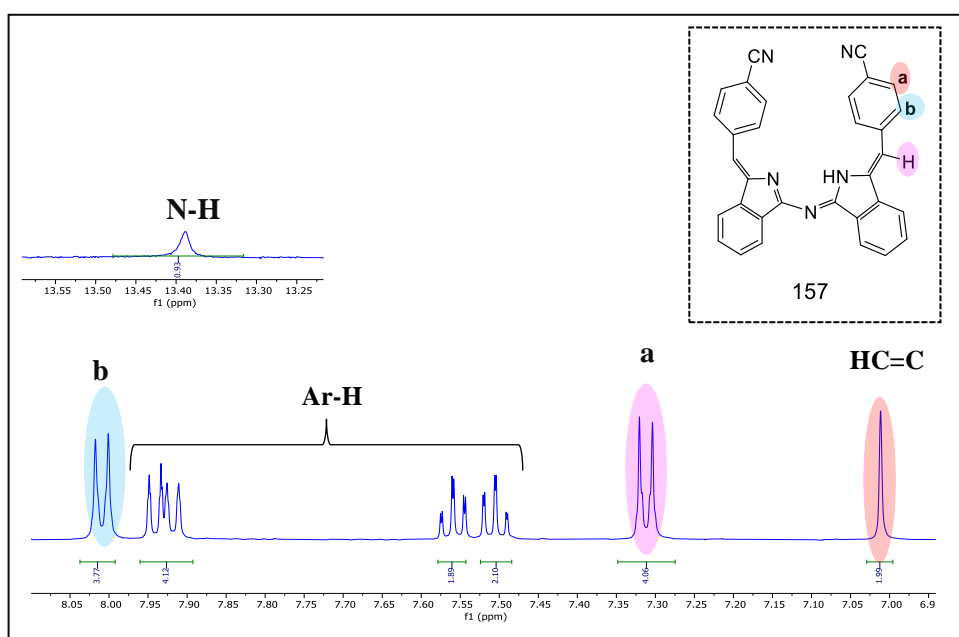 NC
CN
a
b
H
N
HN
N
157
N-H
0.93
13.55 13.50 13.45 13.40 13.35 13.30 13.25
f1 (ppm)
b
Ar-H
a
HC=C
3.77
4.12
1.89
2.10
4.06
1.99
8.05 8.00 7.95 7.90 7.85 7.80 7.75 7.70 7.65 7.60 7.55 7.50 7.45 7.40 7.35 7.30 7.25 7.20 7.15 7.10 7.05 7.00 6.9
f1 (ppm)